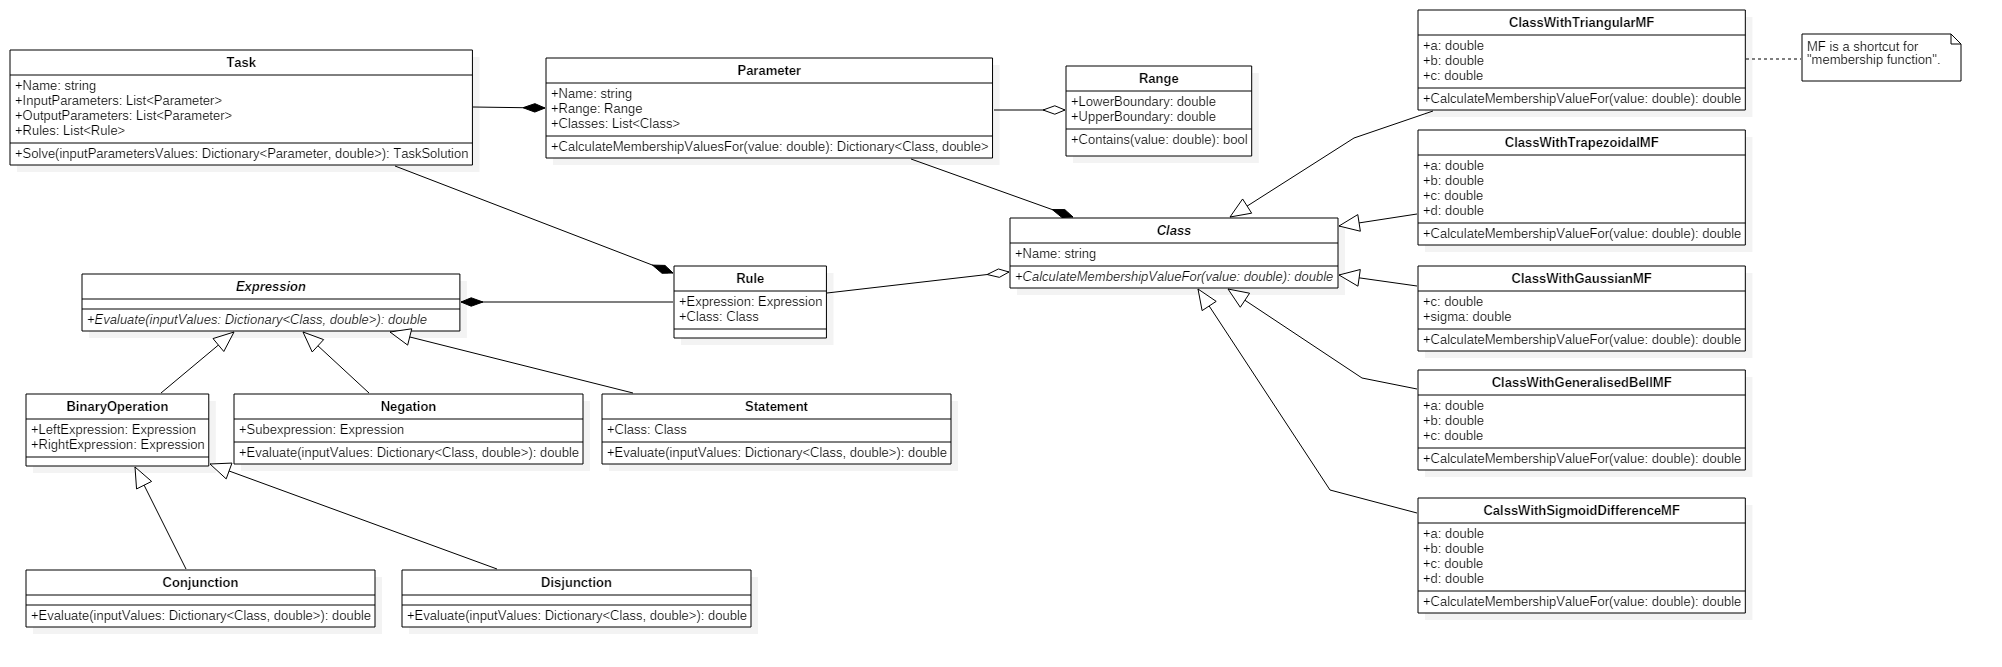 Task
+Name: string
+InputParameters: List<Parameter>
+OutputParameters: List<Parameter>
+Rules: List<Rule>
+Solve(inputParametersValues: Dictionary<Parameter, double>): TaskSolution
Parameter
+Name: string
+Range: Range
+Classes: List<Class>
+CalculateMembershipValuesFor(value: double): Dictionary<Class, double>
Range
+LowerBoundary: double
+UpperBoundary: double
+Contains(value: double): bool
ClassWithTriangularMF
+a: double
+b: double
+c: double
+CalculateMembershipValueFor(value: double): double
MF is a shortcut for
"membership function".
ClassWithTrapezoidalMF
+a: double
+b: double
+c: double
+d: double
+CalculateMembershipValueFor(value: double): double
Class
+Name: string
+CalculateMembershipValueFor(value: double): double
Rule
+Expression: Expression
+Class: Class
Expression
+Evaluate(inputValues: Dictionary<Class, double>): double
ClassWithGaussianMF
+c: double
+sigma: double
+CalculateMembershipValueFor(value: double): double
BinaryOperation
+LeftExpression: Expression
+RightExpression: Expression
Negation
+Subexpression: Expression
+Evaluate(inputValues: Dictionary<Class, double>): double
Statement
+Class: Class
+Evaluate(inputValues: Dictionary<Class, double>): double
ClassWithGeneralisedBellMF
+a: double
+b: double
+c: double
+CalculateMembershipValueFor(value: double): double
CalssWithSigmoidDifferenceMF
+a: double
+b: double
+c: double
+d: double
+CalculateMembershipValueFor(value: double): double
Conjunction
+Evaluate(inputValues: Dictionary<Class, double>): double
Disjunction
+Evaluate(inputValues: Dictionary<Class, double>): double